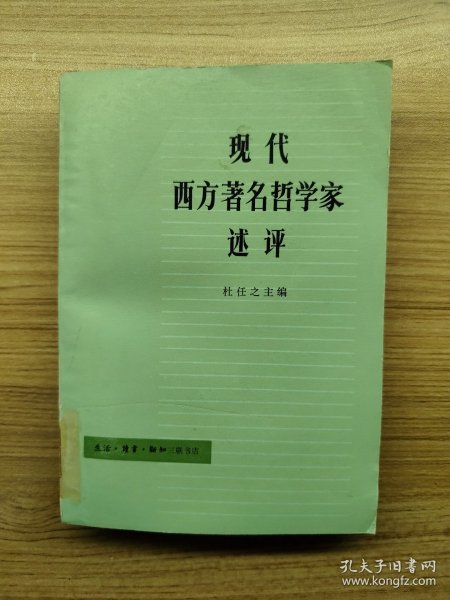 现代
西方著名哲学家
述评
杜任之主编
生活·读书·新知三联书店
孔夫子旧书网
www.kongfz.com